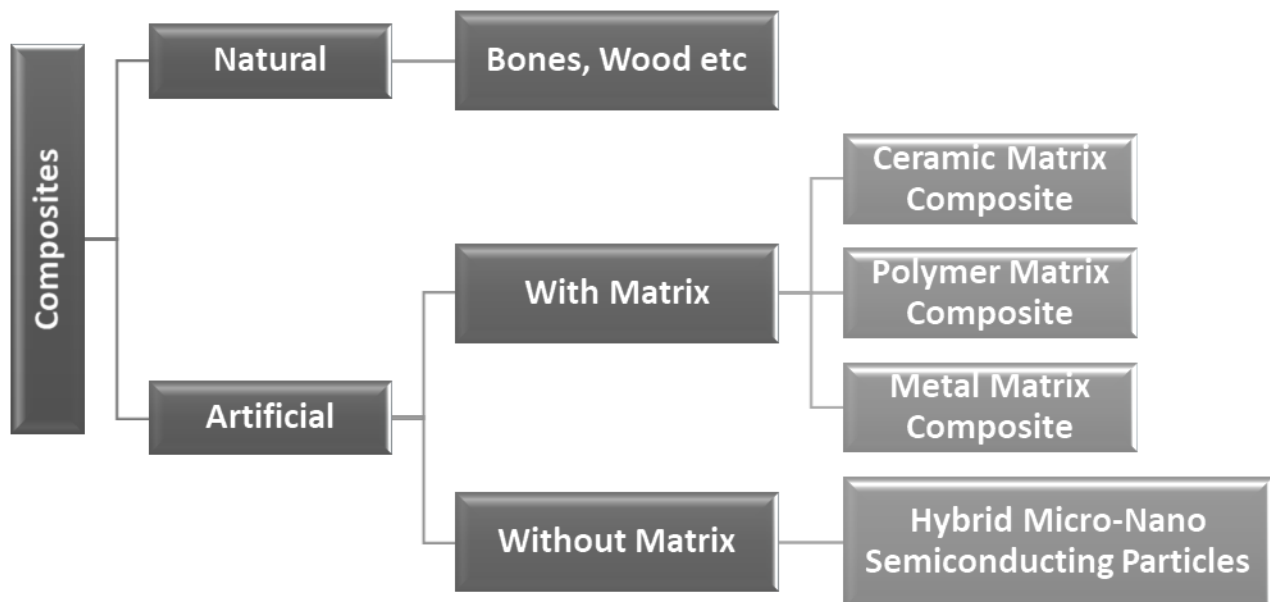 Composites
Natural
Bones, Wood etc
Artificial
With Matrix
Ceramic Matrix
Composite
Polymer Matrix
Composite
Metal Matrix
Composite
Without Matrix
Hybrid Micro-Nano
Semiconducting Particles